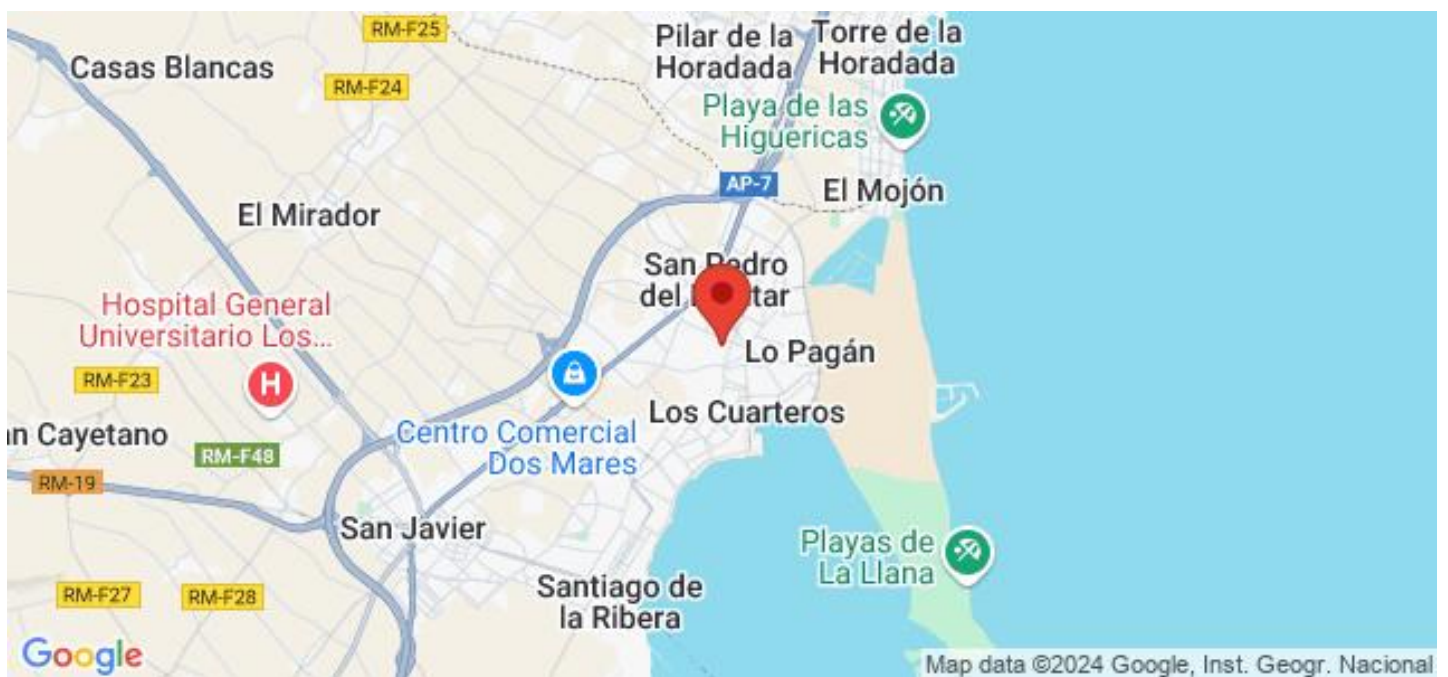 RM-F25
Pilar de la
Horadada
Torre de la
Horadada
Casas Blancas
RM-F24
Playa de las
Higuericas
AP-7
El Mojón
El Mirador
San Pedro
del
Hospital General
Universitario Los...
Lo Pagán
RM-F23
H
Los Cuarteros
Cayetano
Centro Comercial
Dos Mares
RM-F48
RM-19
San Javier
Playas de
La Llana
Santiago de
la Ribera
RM-F27
RM-F28
Google
Map data ©2024 Google, Inst. Geogr. Nacional